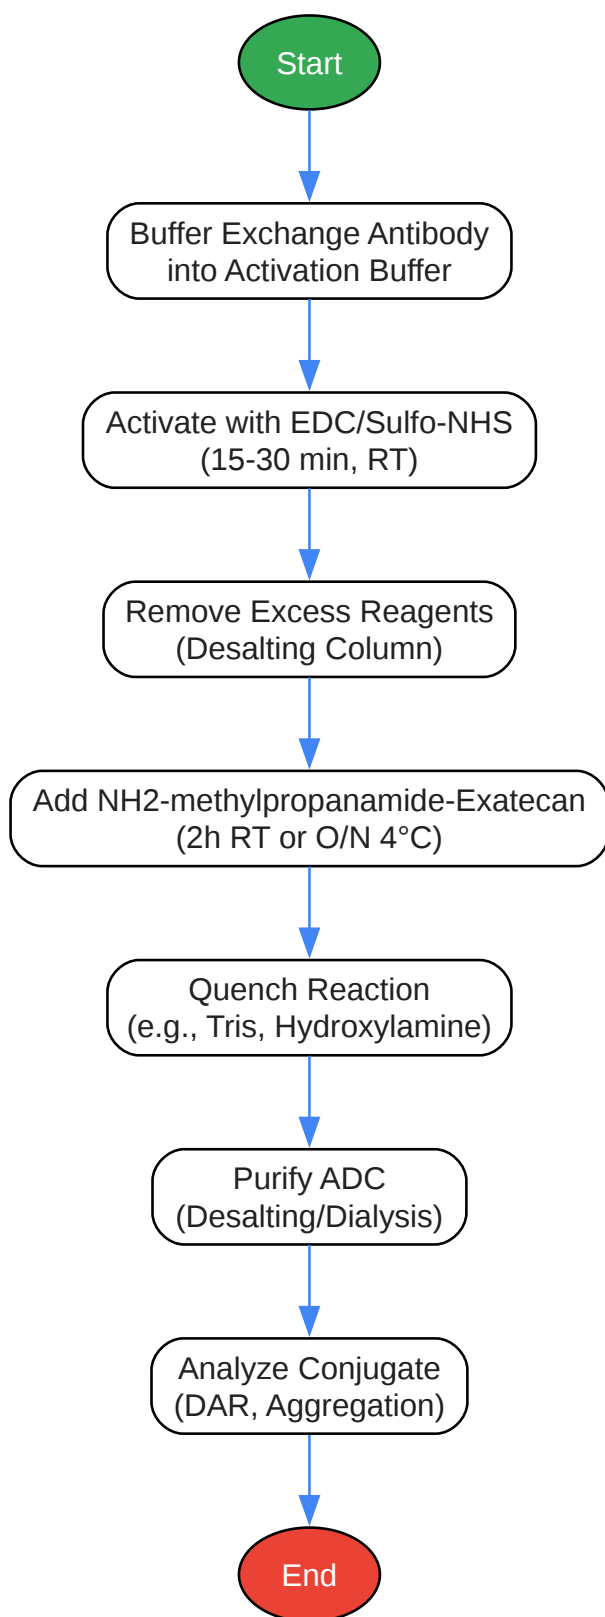 Start
Buffer Exchange Antibody
into Activation Buffer
Activate with EDC/Sulfo-NHS
(15-30 min, RT)
Remove Excess Reagents
(Desalting Column)
Add NH2-methylpropanamide-Exatecan
(2h RT or O/N 4°C)
Quench Reaction
(e.g., Tris, Hydroxylamine)
Purify ADC
(Desalting/Dialysis)
Analyze Conjugate
(DAR, Aggregation)
End